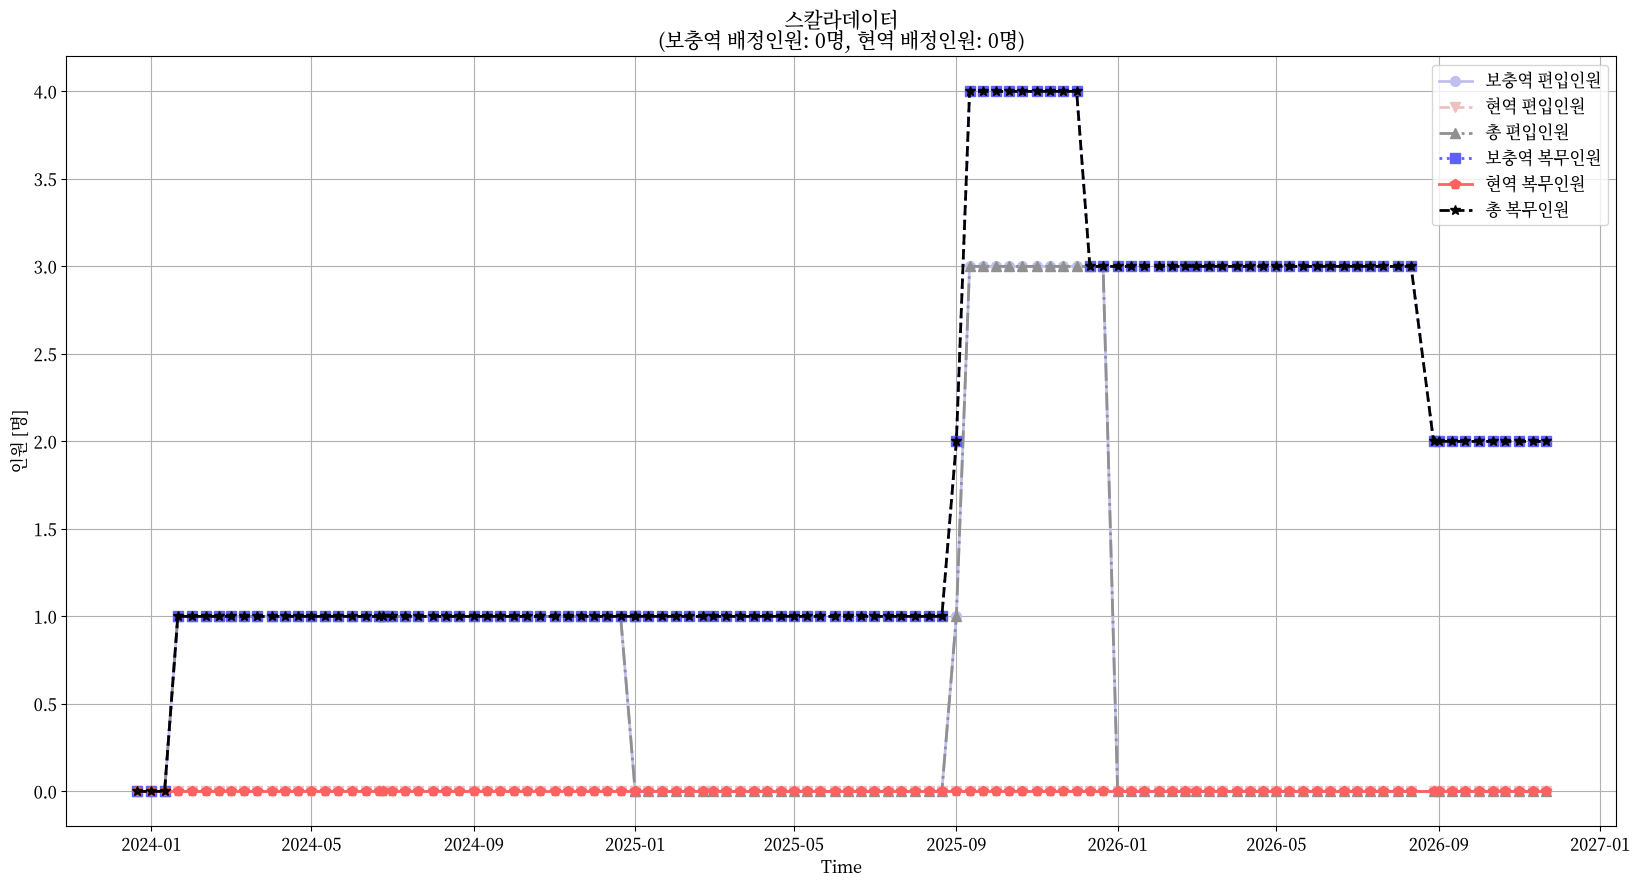 스칼라데이터
(보충역 배정인원: 0명, 현역 배정인원: 0명)
보충역 편입인원
현역 편입인원
총 편입인원
보충역 복무인원
현역 복무인원
총 복무인원
인원 [명]
4.0
3.5
3.0
2.5
2.0
1.5
1.0
0.5
0.0
2024-01
2024-05
2024-09
2025-01
2025-05
2025-09
2026-01
2026-05
2026-09
2027-01
Time